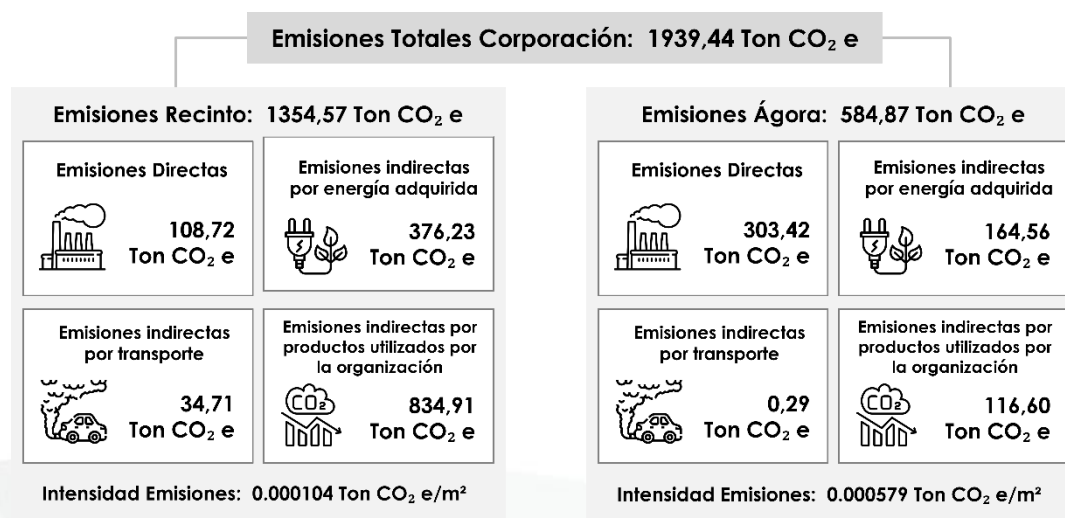 Emisiones Totales Corporación: 1939,44 Ton CO₂ e
Emisiones Recinto: 1354,57 Ton CO₂ e
Emisiones Directas
108,72
Ton CO₂ e
Emisiones indirectas
por energía adquirida
376,23
Ton CO₂ e
Emisiones indirectas
por transporte
34,71
Ton CO₂ e
Emisiones indirectas por
productos utilizados por
la organización
CO₂
834,91
Ton CO₂ e
Intensidad Emisiones: 0.000104 Ton CO₂ e/m²
Emisiones Ágora: 584,87 Ton CO₂ e
Emisiones Directas
303,42
Ton CO₂ e
Emisiones indirectas
por energía adquirida
164,56
Ton CO₂ e
Emisiones indirectas
por transporte
0,29
Ton CO₂ e
Emisiones indirectas por
productos utilizados por
la organización
CO₂
116,60
Ton CO₂ e
Intensidad Emisiones: 0.000579 Ton CO₂ e/m²